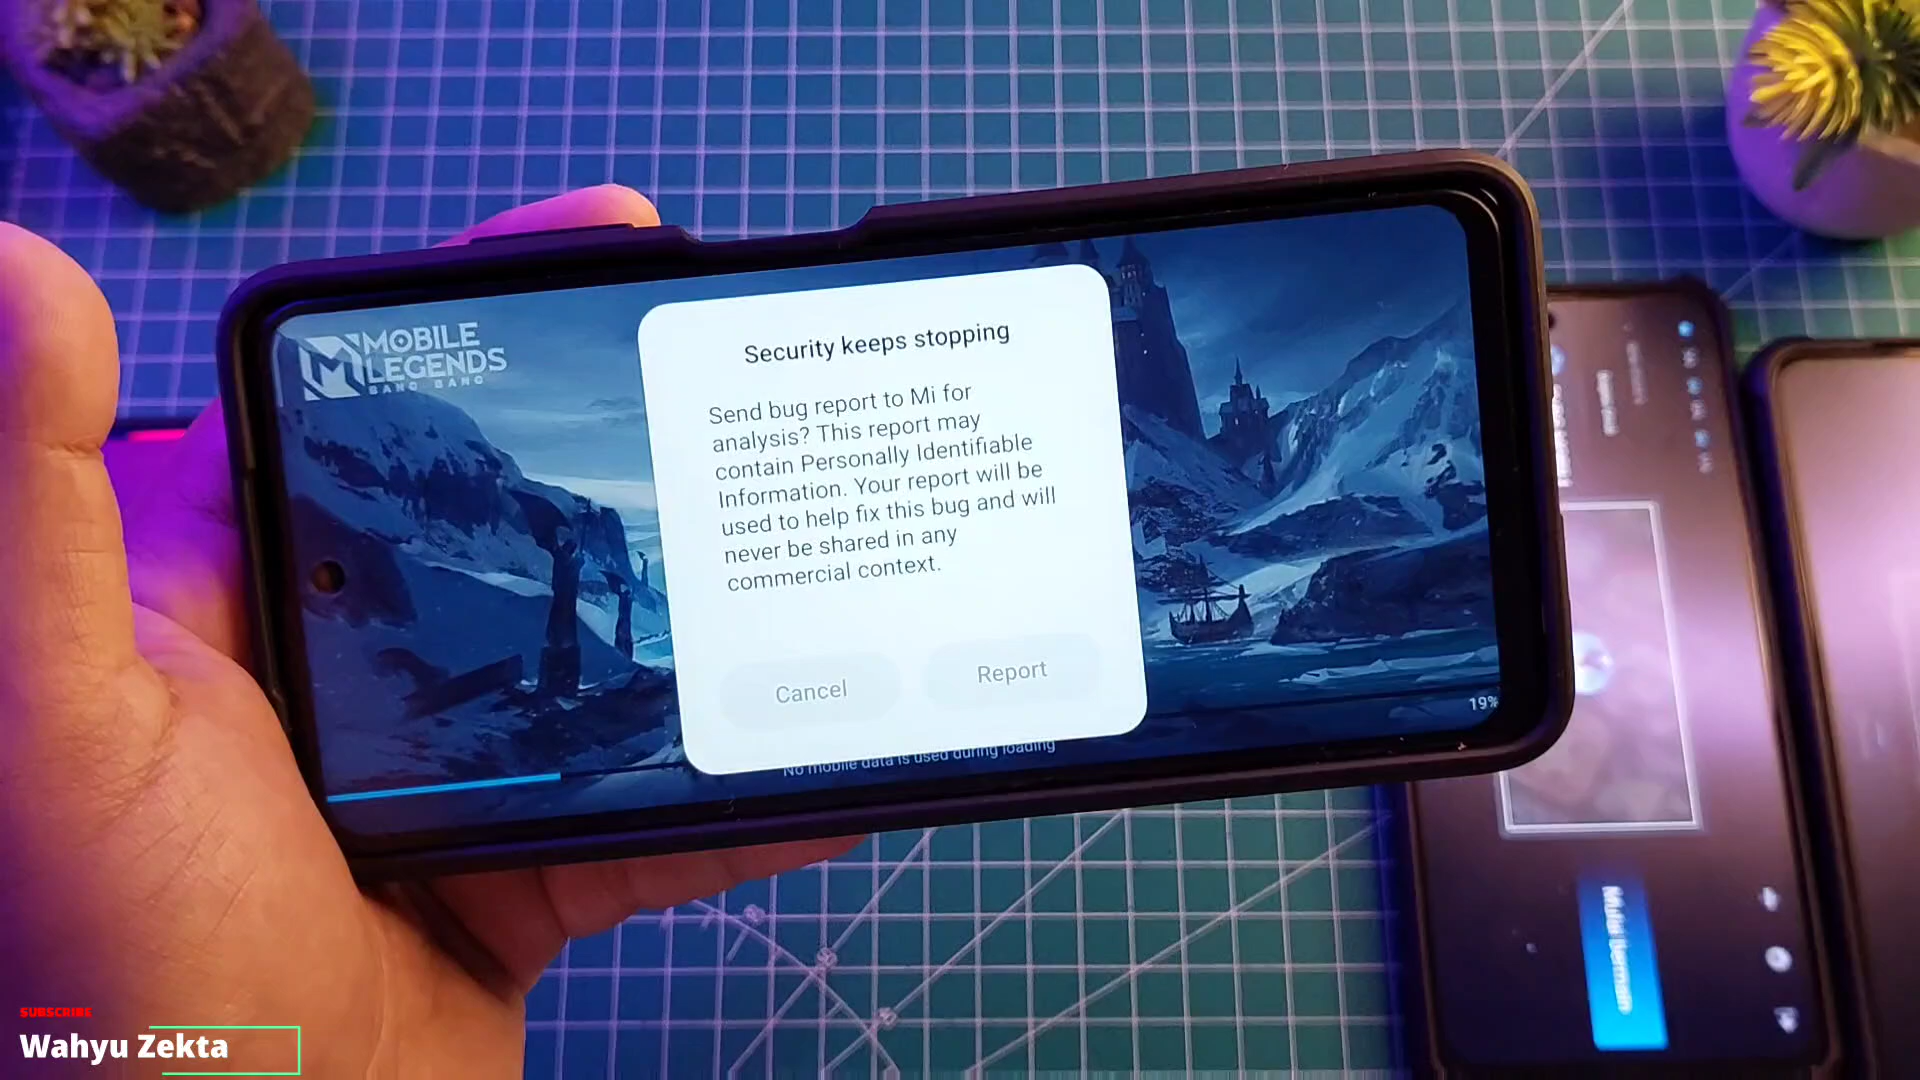 MOBILE
LEGENDS
BANG BANG
Security keeps stopping
Send bug report to Mi for
analysis? This report may
contain Personally Identifiable
Information. Your report will be
used to help fix this bug and will
never be shared in any
commercial context.
Cancel
Report
19%
No mobile data is used during loading
SUBSCRIBE
Wahyu Zekta